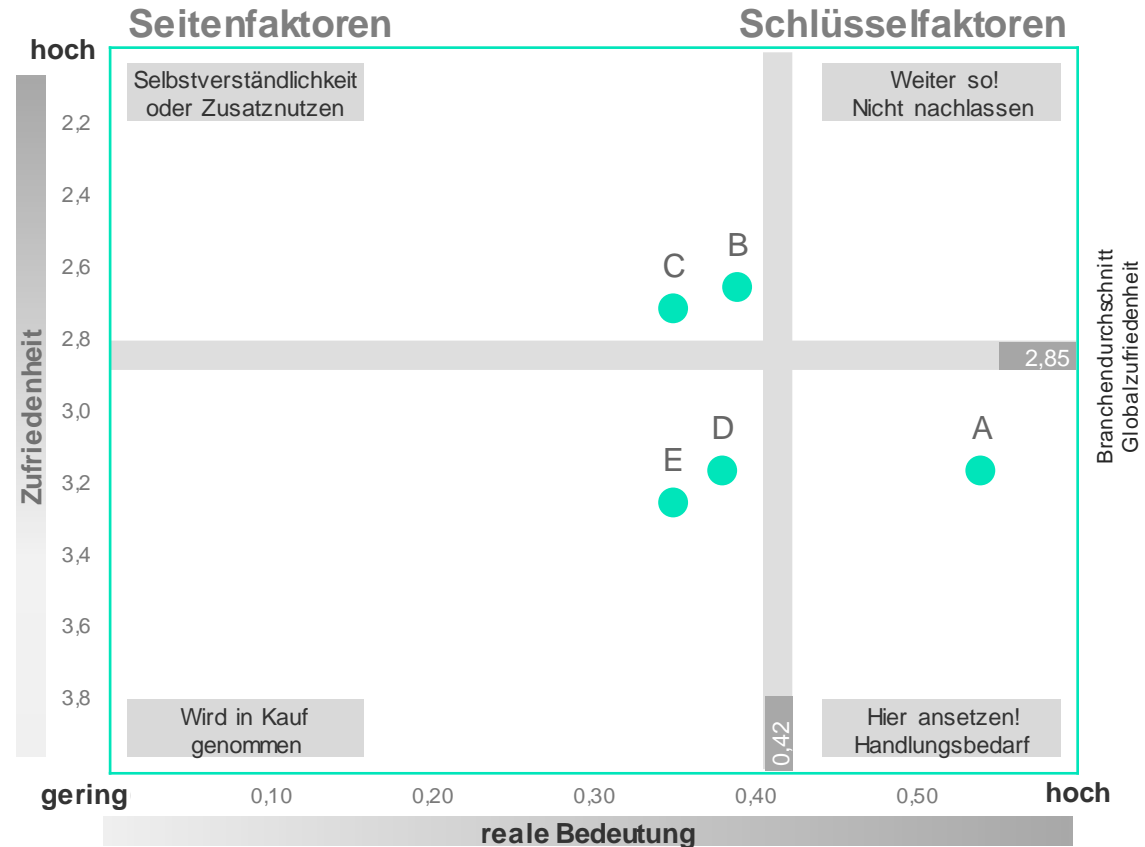 Seitenfaktoren
Schlüsselfaktoren
hoch
Selbstverständlichkeit
oder Zusatznutzen
Weiter so!
Nicht nachlassen
2,2
2,4
2,6
2,8
3,0
3,2
3,4
3,6
3,8
Zufriedenheit
C
B
2,85
D
E
A
Branchendurchschnitt
Globalzufriedenheit
Wird in Kauf
genommen
0,42
Hier ansetzen!
Handlungsbedarf
gering
0,10
0,20
0,30
0,40
0,50
hoch
reale Bedeutung